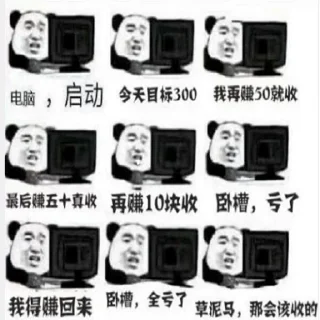 电脑，启动
今天目标300
我再赚50就收
最后赚五十真收
再赚10块收
卧槽，亏了
我得赚回来
卧槽，全亏了
草泥马，那会该收的